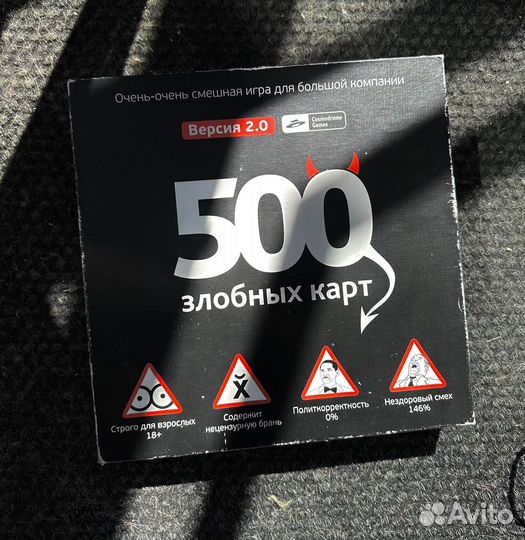 Очень-очень смешная игра для большой компании
Версия 2.0
Cosmodrome
Games
500
злобных карт
x̌
Строго для взрослых
18+
Содержит
нецензурную брань
Политкорректность
0%
Нездоровый смех
146%
Avito